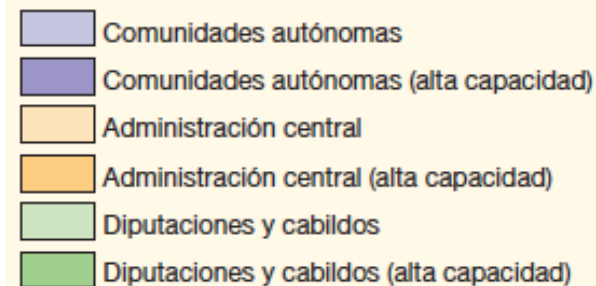 Comunidades autónomas
Comunidades autónomas (alta capacidad)
Administración central
Administración central (alta capacidad)
Diputaciones y cabildos
Diputaciones y cabildos (alta capacidad)